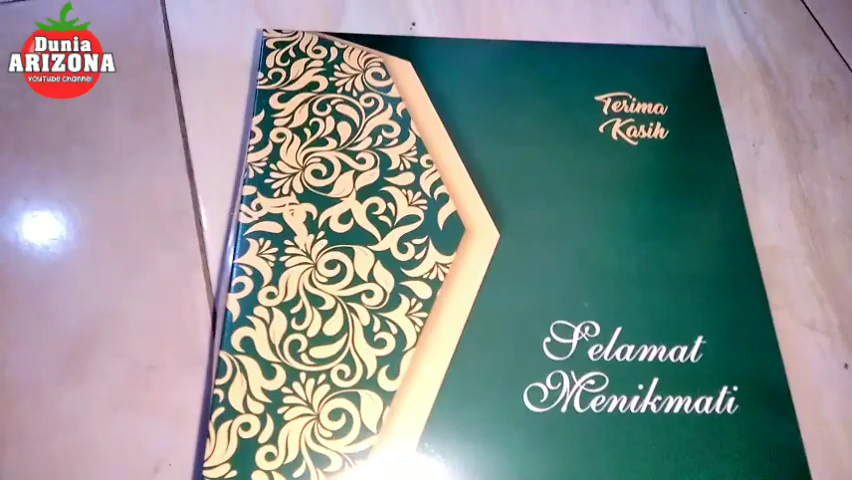 Dunia
ARIZONA
YOUTUBE CHANNEL
Terima
Kasih
Selamat
Menikmati